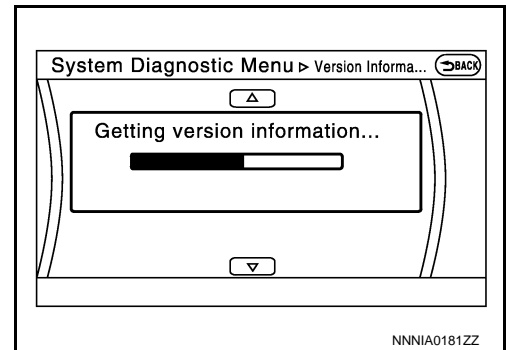 System Diagnostic Menu ▷ Version Informa... BACK
Getting version information...
NNNIA0181ZZ